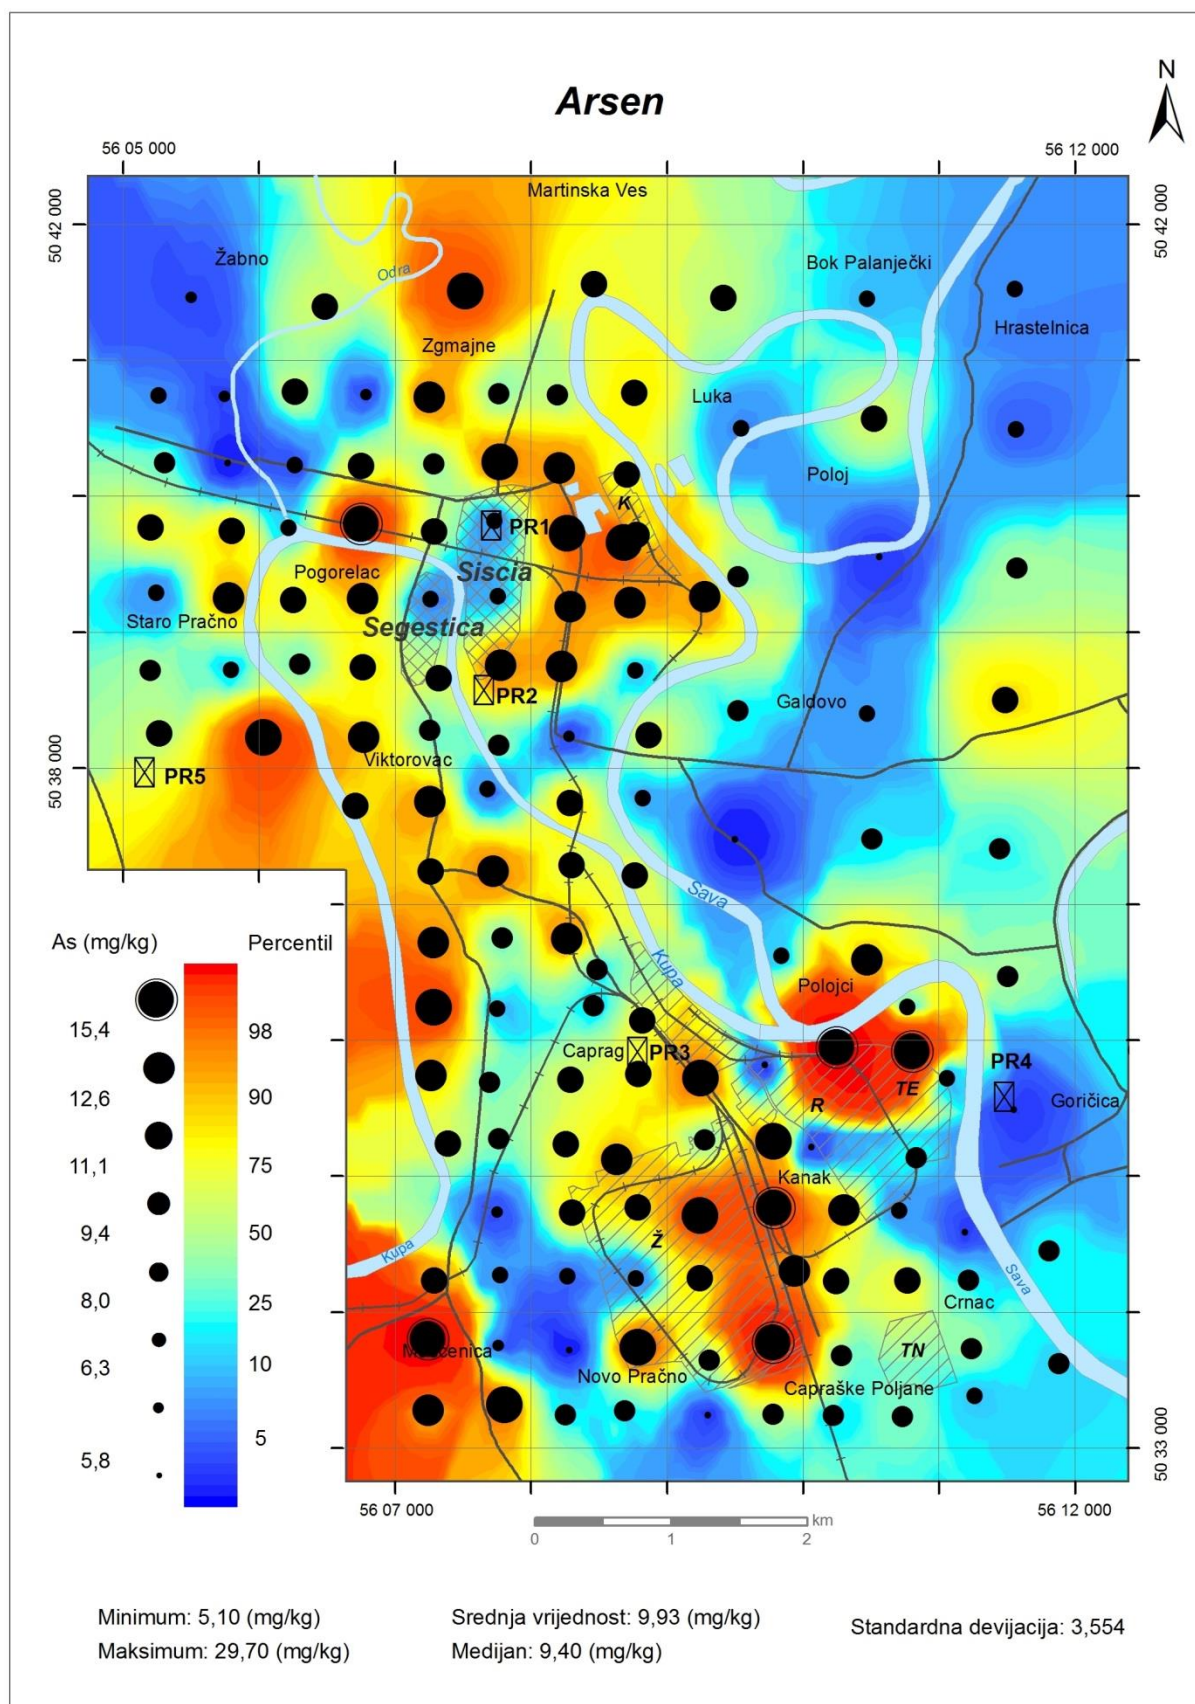 Arsen
N
56 05 000
56 12 000
50 42 000
50 42 000
Martinska Ves
Žabno
Odra
Bok Palanječki
Hrastelnica
Zgmajne
Luka
Poloj
K
PR1
Siscia
Pogorelac
Staro Pračno
Segestica
PR2
Galdovo
Viktorovac
50 38 000
PR5
Sava
As (mg/kg)
Percentil
Kupa
Polojci
15,4
98
Caprag
PR3
PR4
TE
R
Goričica
12,6
90
11,1
75
Kanak
9,4
50
Ž
Kupa
Sava
8,0
25
Crnac
6,3
10
TN
Novo Pračno
Capraške Poljane
5
5,8
50 33 000
56 07 000
56 12 000
km
0
1
2
Minimum: 5,10 (mg/kg)
Srednja vrijednost: 9,93 (mg/kg)
Standardna devijacija: 3,554
Maksimum: 29,70 (mg/kg)
Medijan: 9,40 (mg/kg)